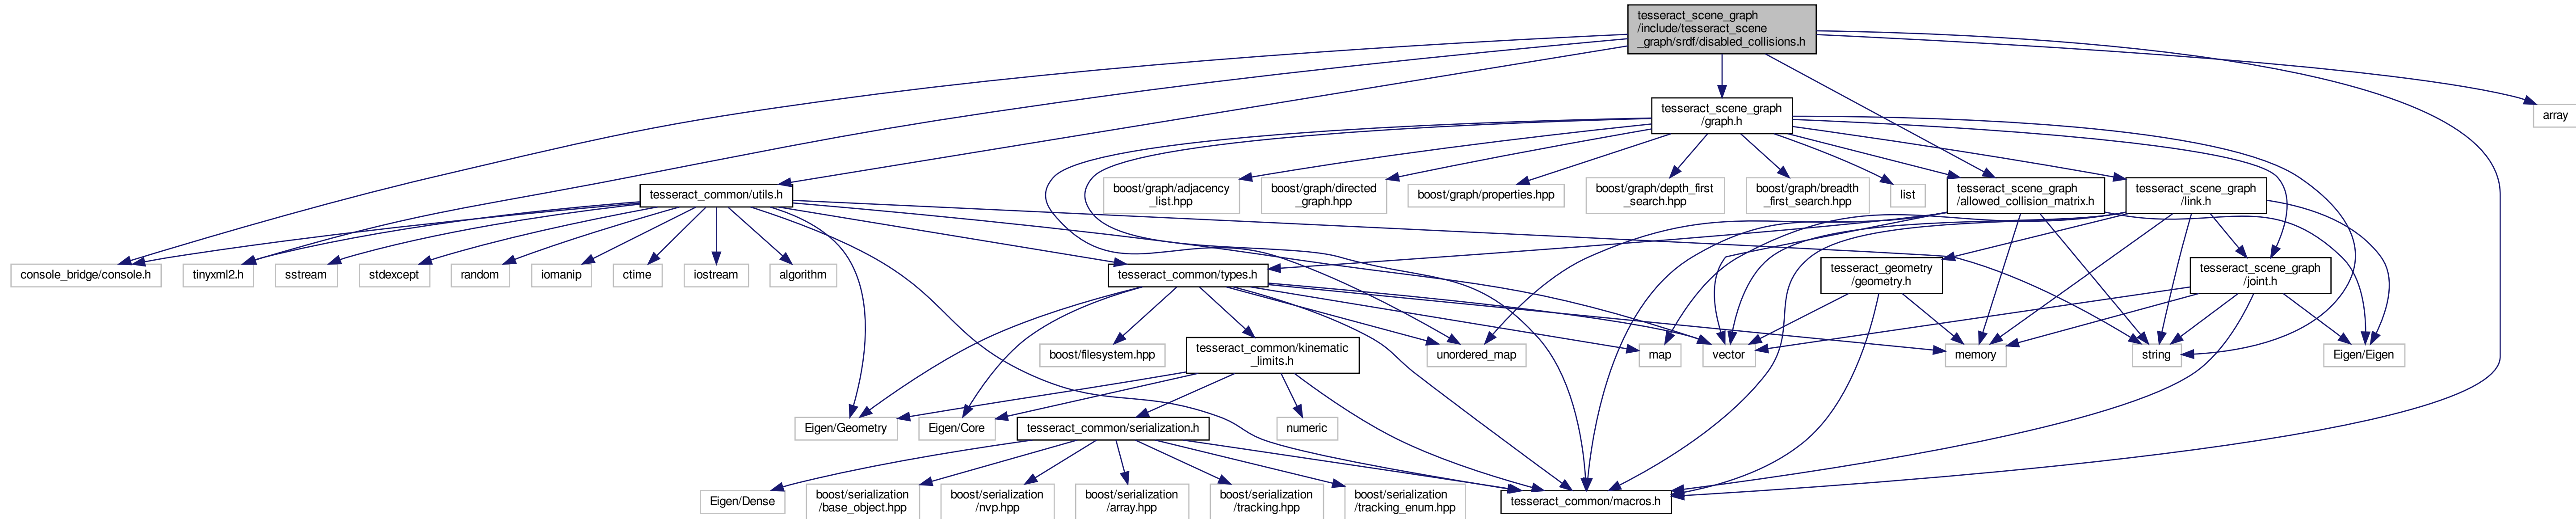 tesseract_scene_graph
/include/tesseract_scene
_graph/srdf/disabled_collisions.h
tesseract_scene_graph
/graph.h
array
tesseract_common/utils.h
boost/graph/adjacency
_list.hpp
boost/graph/directed
_graph.hpp
boost/graph/properties.hpp
boost/graph/depth_first
_search.hpp
boost/graph/breadth
_first_search.hpp
list
tesseract_scene_graph
/allowed_collision_matrix.h
tesseract_scene_graph
/link.h
console_bridge/console.h
tinyxml2.h
sstream
stdexcept
random
iomanip
ctime
iostream
algorithm
tesseract_common/types.h
tesseract_geometry
/geometry.h
tesseract_scene_graph
/joint.h
boost/filesystem.hpp
tesseract_common/kinematic
_limits.h
unordered_map
map
vector
memory
string
Eigen/Eigen
Eigen/Geometry
Eigen/Core
tesseract_common/serialization.h
numeric
Eigen/Dense
boost/serialization
/base_object.hpp
boost/serialization
/nvp.hpp
boost/serialization
/array.hpp
boost/serialization
/tracking.hpp
boost/serialization
/tracking_enum.hpp
tesseract_common/macros.h